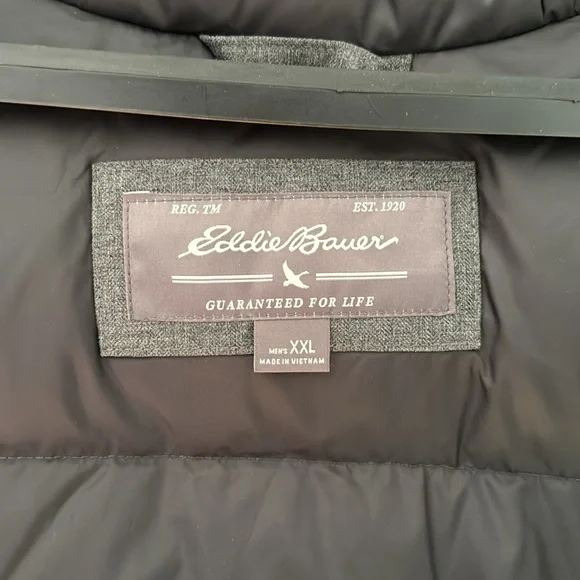 REG. TM EST. 1920
Eddie Bauer
GUARANTEED FOR LIFE
MEN'S XXL
MADE IN VIETNAM